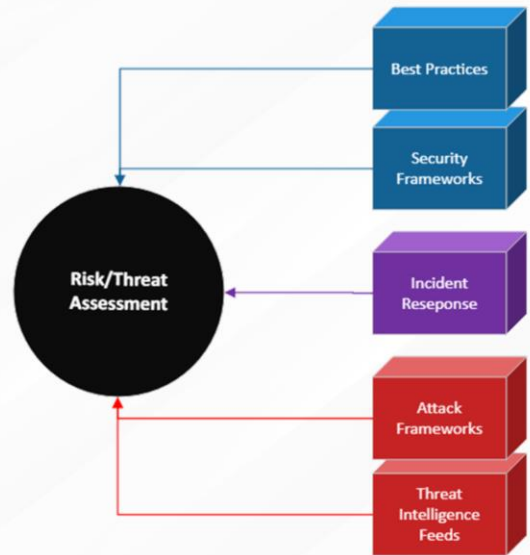 Best Practices
Security
Frameworks
Risk/Threat
Assessment
Incident
Reseponse
Attack
Frameworks
Threat
Intelligence
Feeds